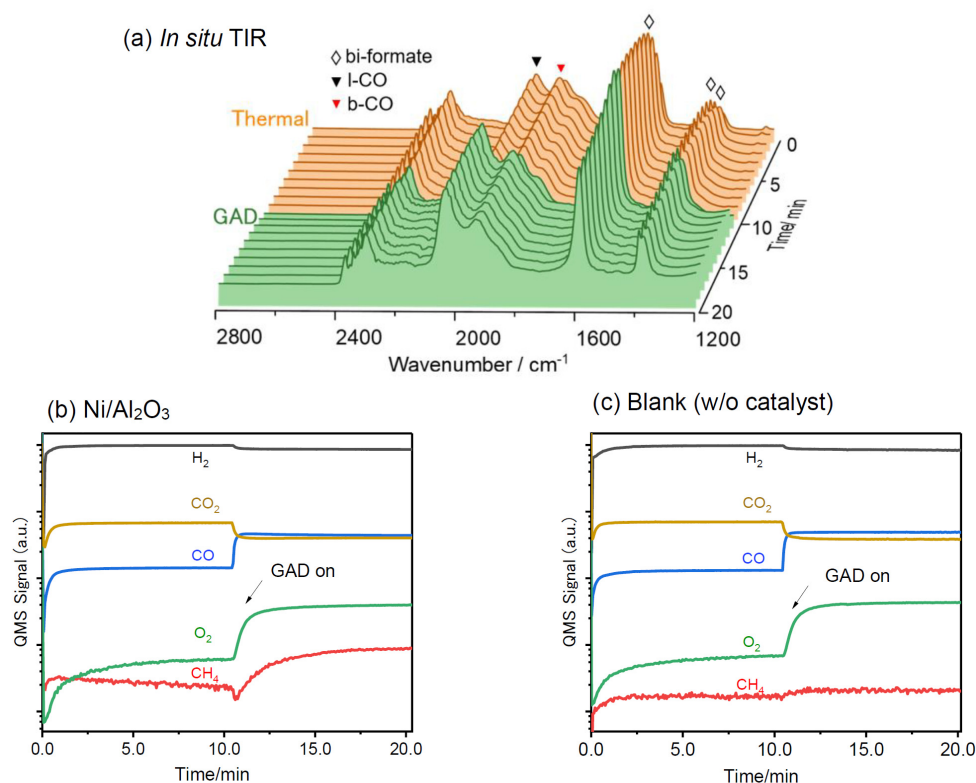 (a) In situ TIR
◊ bi-formate
▼ l-CO
▼ b-CO
Thermal
GAD
0
5
10
15
20
Time/min
2800 2400 2000 1600 1200
Wavenumber / cm⁻¹
(b) Ni/Al₂O₃
H₂
CO₂
CO
GAD on
O₂
CH₄
QMS Signal (a.u.)
0.0 5.0 10.0 15.0 20.0
Time/min
(c) Blank (w/o catalyst)
H₂
CO₂
CO
GAD on
O₂
CH₄
QMS Signal (a.u.)
0.0 5.0 10.0 15.0 20.0
Time/min